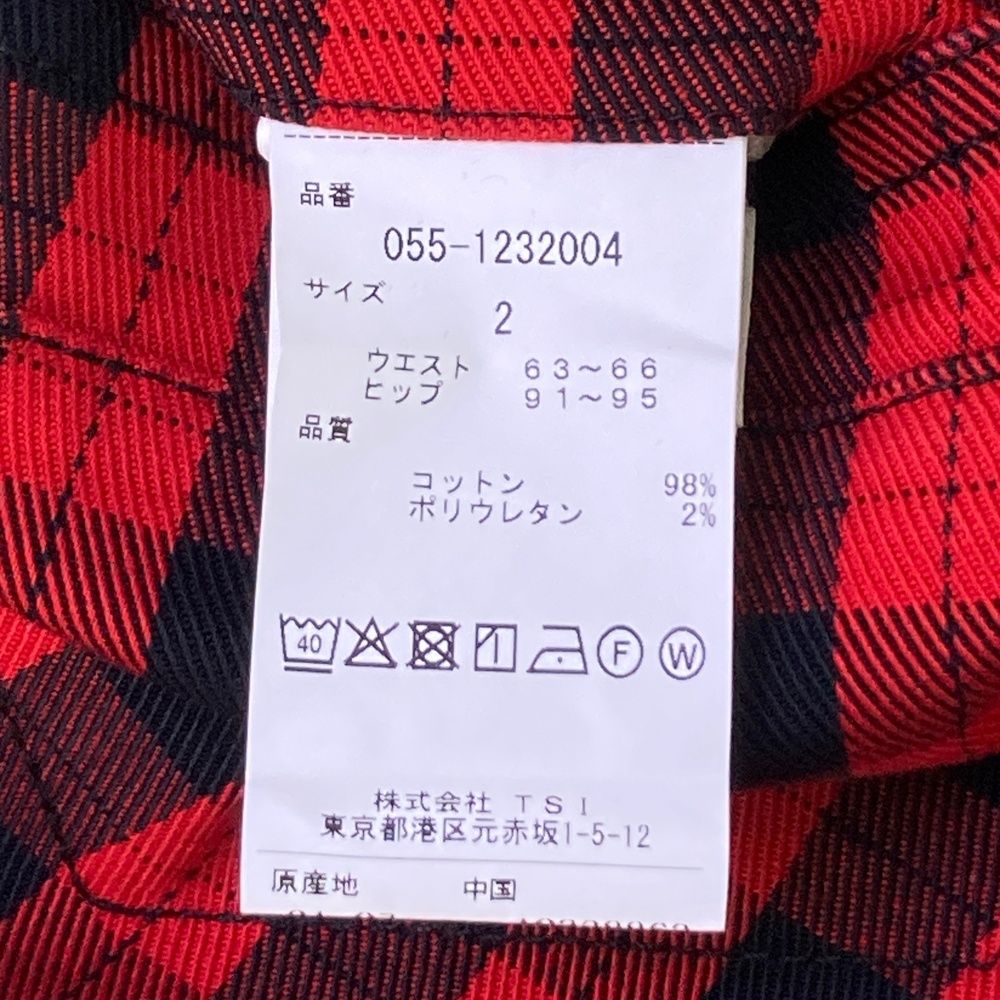 品番
055-1232004
サイズ
2
ウエスト 63～66
ヒップ 91～95
品質
コットン 98%
ポリウレタン 2%
40 F W
株式会社 TSI
東京都港区元赤坂1-5-12
原産地 中国